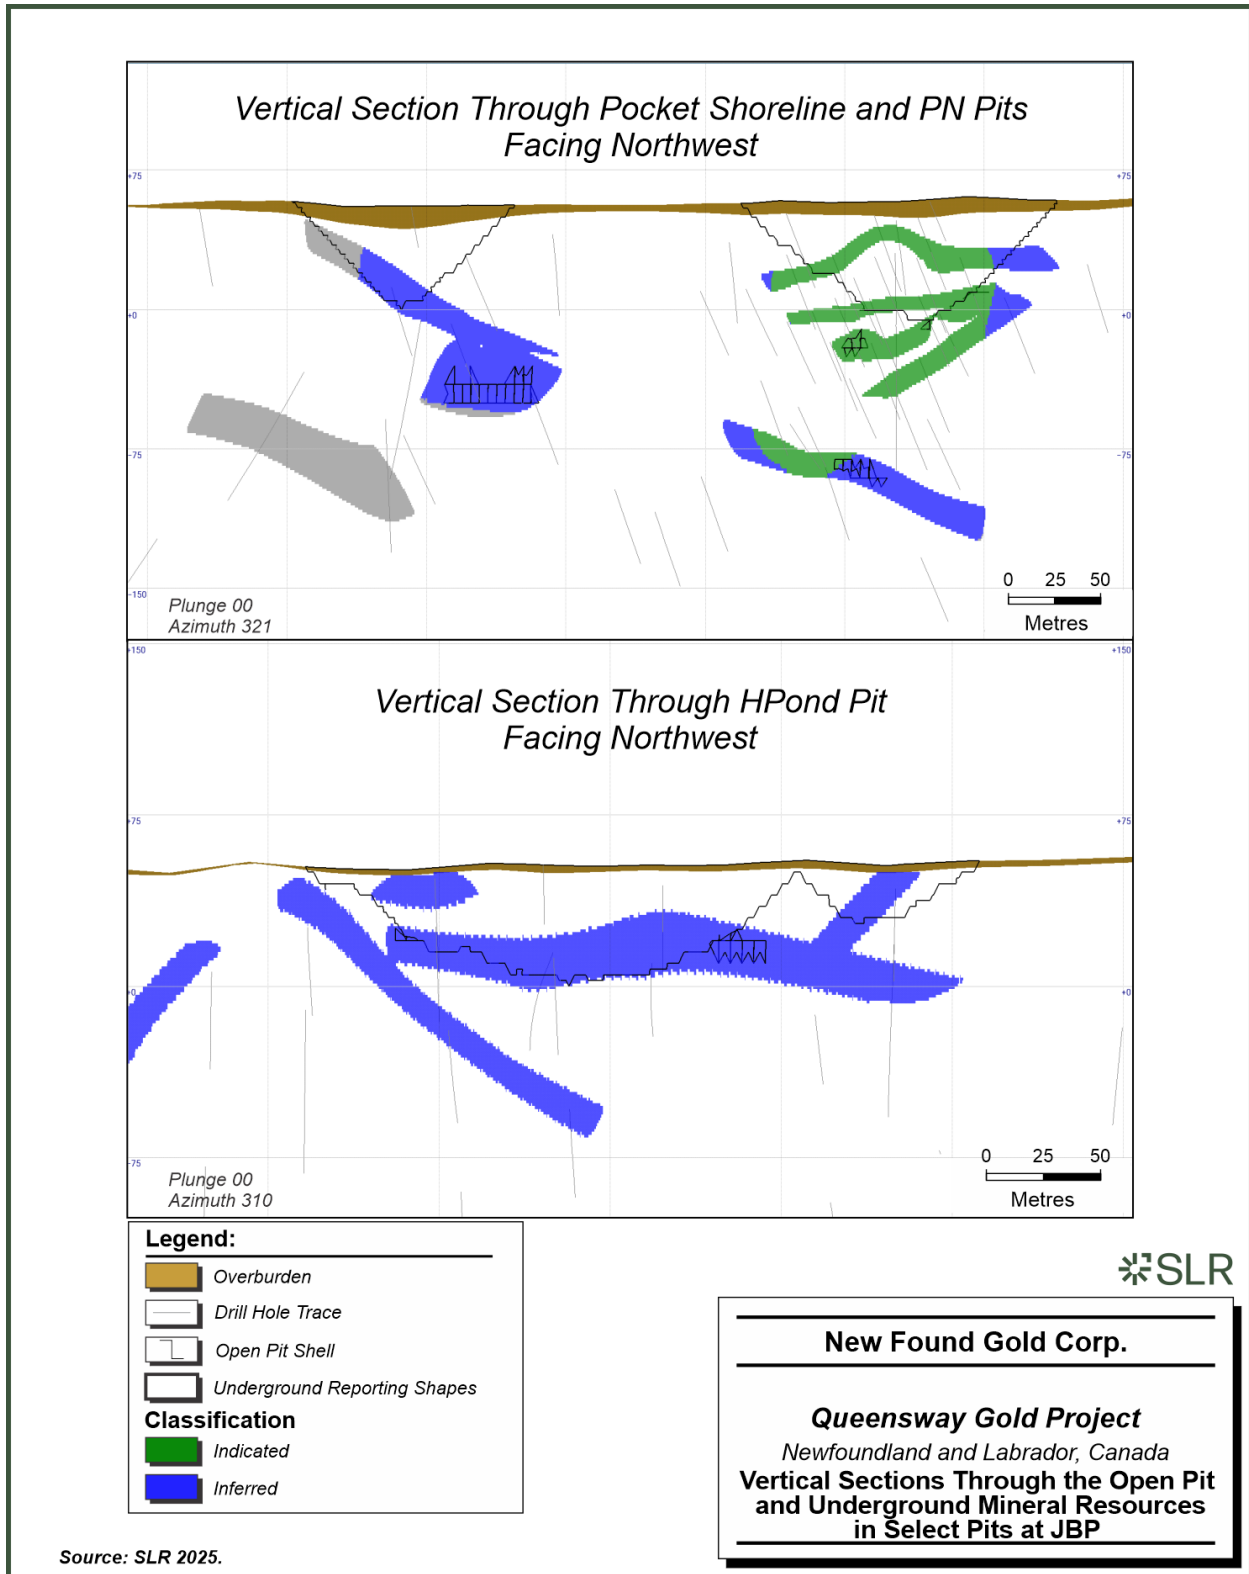 Vertical Section Through Pocket Shoreline and PN Pits
Facing Northwest
+75
+75
+0
+0
-75
-75
-150
0 25 50
Metres
Plunge 00
Azimuth 321
+150
+150
Vertical Section Through HPond Pit
Facing Northwest
+75
+75
+0
+0
-75
0 25 50
Metres
Plunge 00
Azimuth 310
Legend:
Overburden
Drill Hole Trace
Open Pit Shell
Underground Reporting Shapes
Classification
Indicated
Inferred
SLR
New Found Gold Corp.
Queensway Gold Project
Newfoundland and Labrador, Canada
Vertical Sections Through the Open Pit
and Underground Mineral Resources
in Select Pits at JBP
Source: SLR 2025.